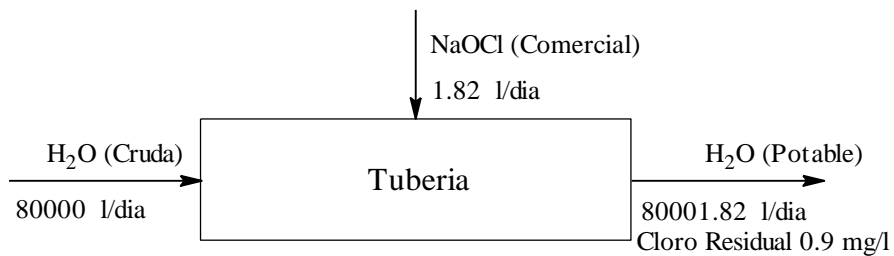 NaOCl (Comercial)
1.82 l/dia
H2O (Cruda)
80000 l/dia
Tuberia
H2O (Potable)
80001.82 l/dia
Cloro Residual 0.9 mg/l